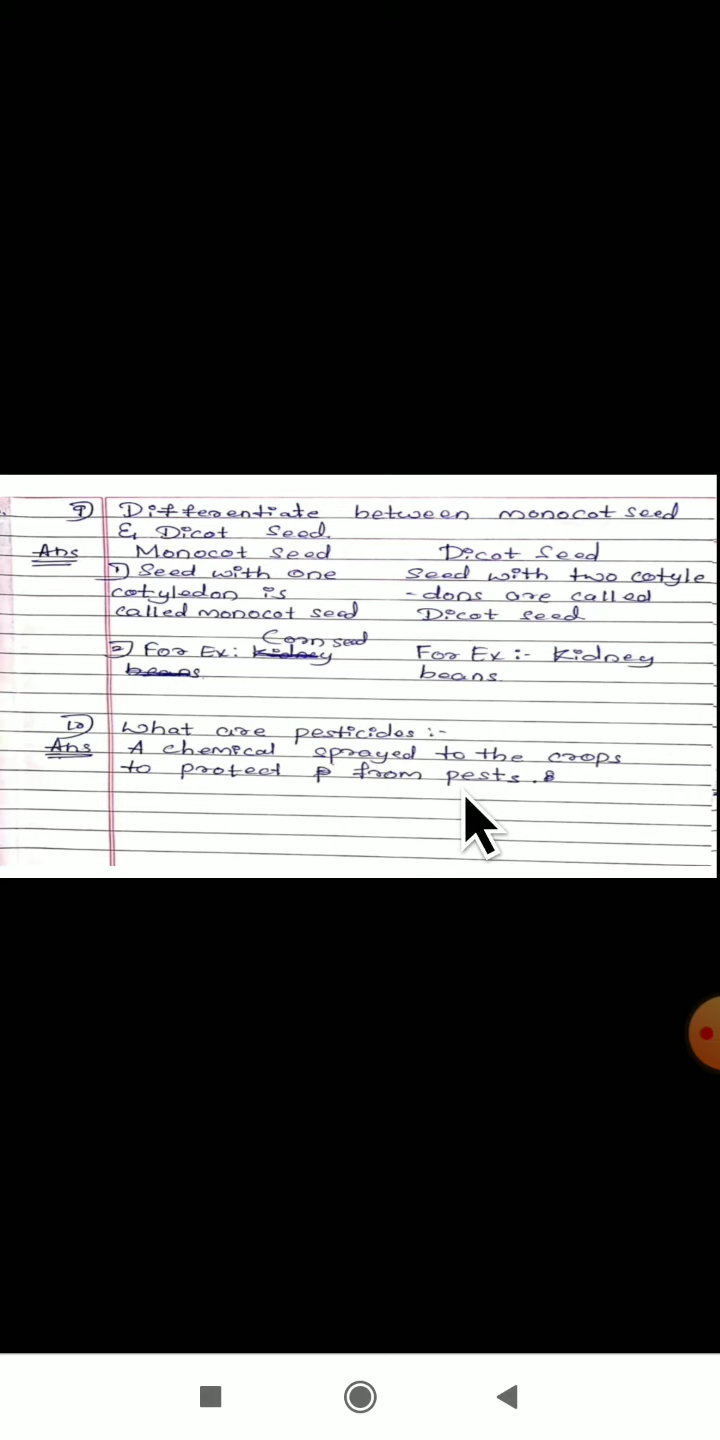 9) Differentiate between monocot seed
& Dicot Seed.
Ans Monocot seed Dicot Seed
1) Seed with one seed with two cotyle
cotyledon is - dons are called
called monocot seed Dicot seed
Corn seed
2) For Ex: Kidney For Ex :- Kidney
beans. beans.
10) What are pesticides :-
Ans A chemical sprayed to the crops
to protect p from pests.